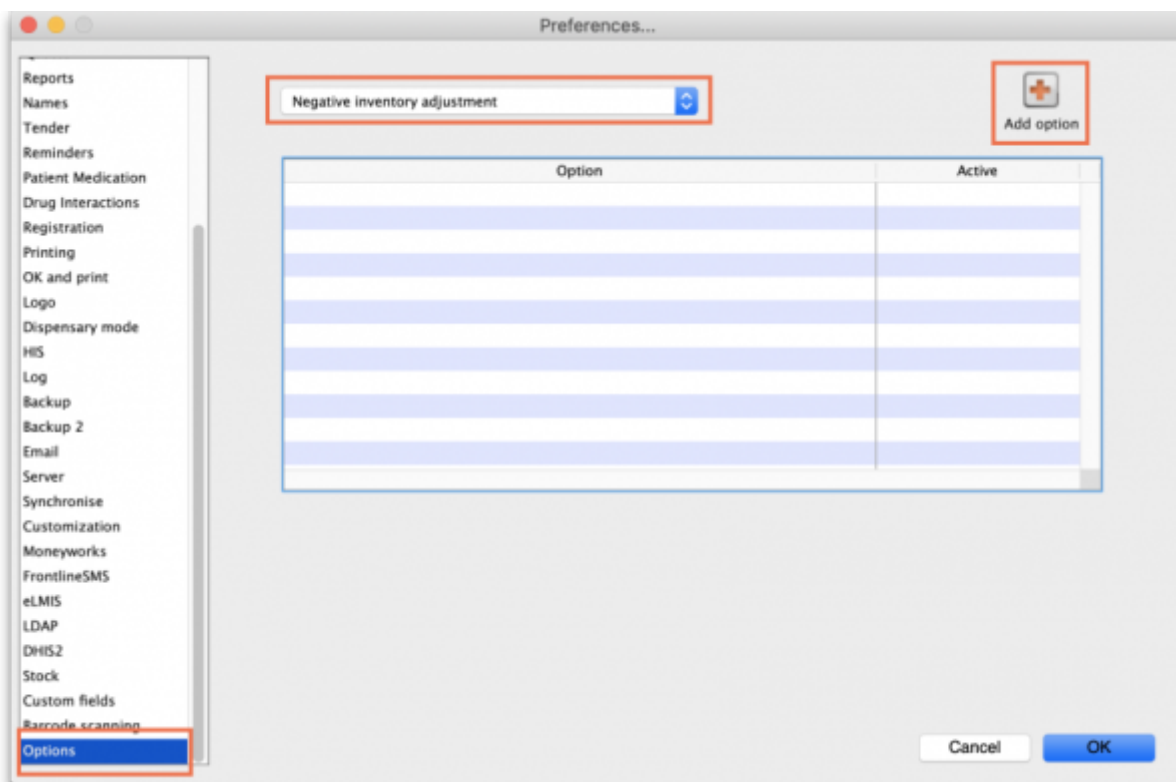 Preferences...
Reports
Names
Tender
Reminders
Patient Medication
Drug Interactions
Registration
Printing
OK and print
Logo
Dispensary mode
HIS
Log
Backup
Backup 2
Email
Server
Synchronise
Customization
Moneyworks
FrontlineSMS
eLMIS
LDAP
DHIS2
Stock
Custom fields
Barcode scanning
Options
Negative inventory adjustment
Add option
Option Active
Cancel OK